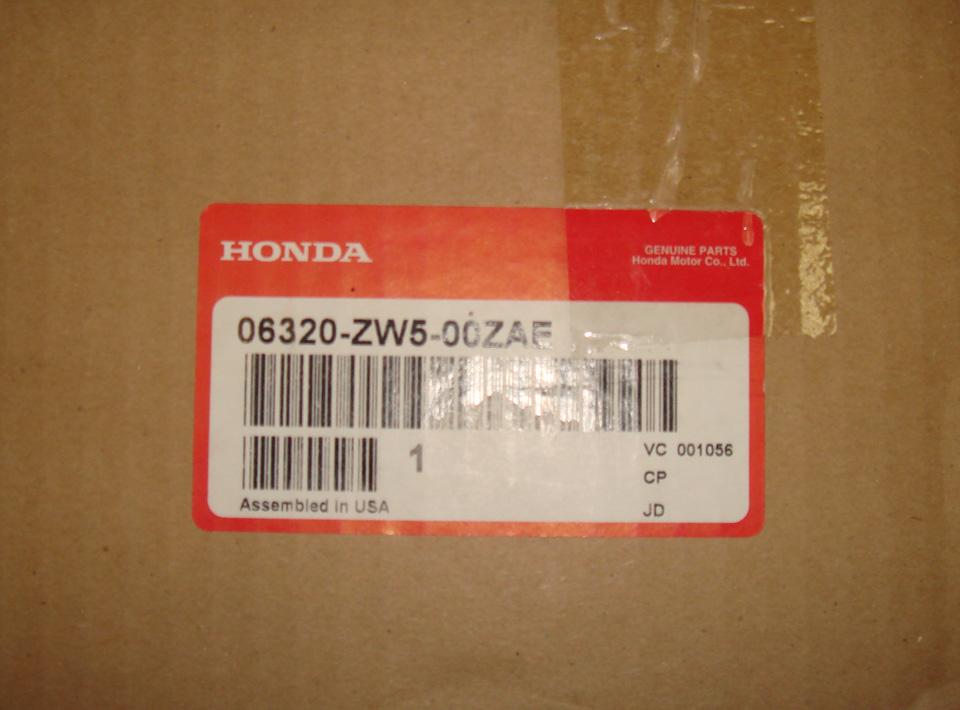 HONDA
GENUINE PARTS
Honda Motor Co., Ltd.
06320-ZW5-00ZAE
1
VC 001056
CP
Assembled in USA
JD